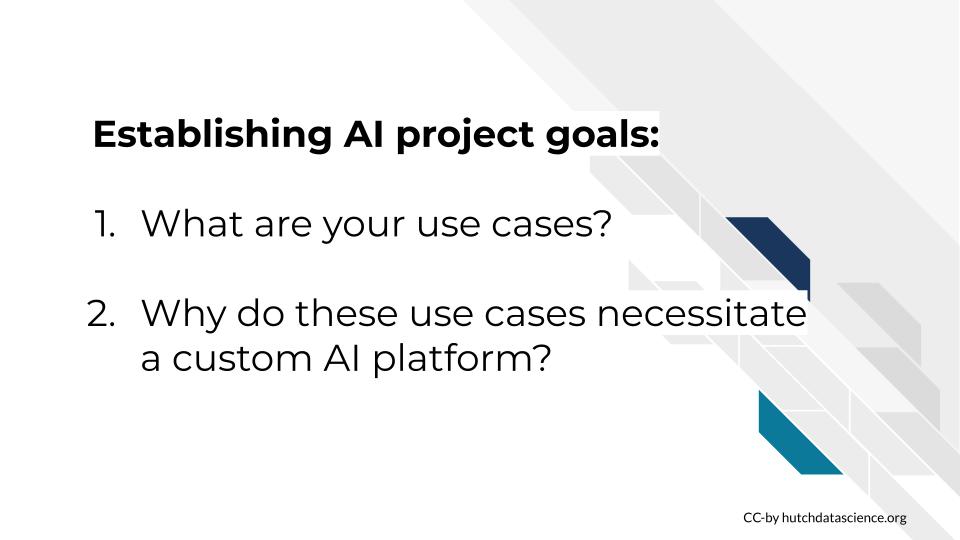 Establishing AI project goals:
1. What are your use cases?
2. Why do these use cases necessitate
a custom AI platform?
CC-by hutchdatascience.org